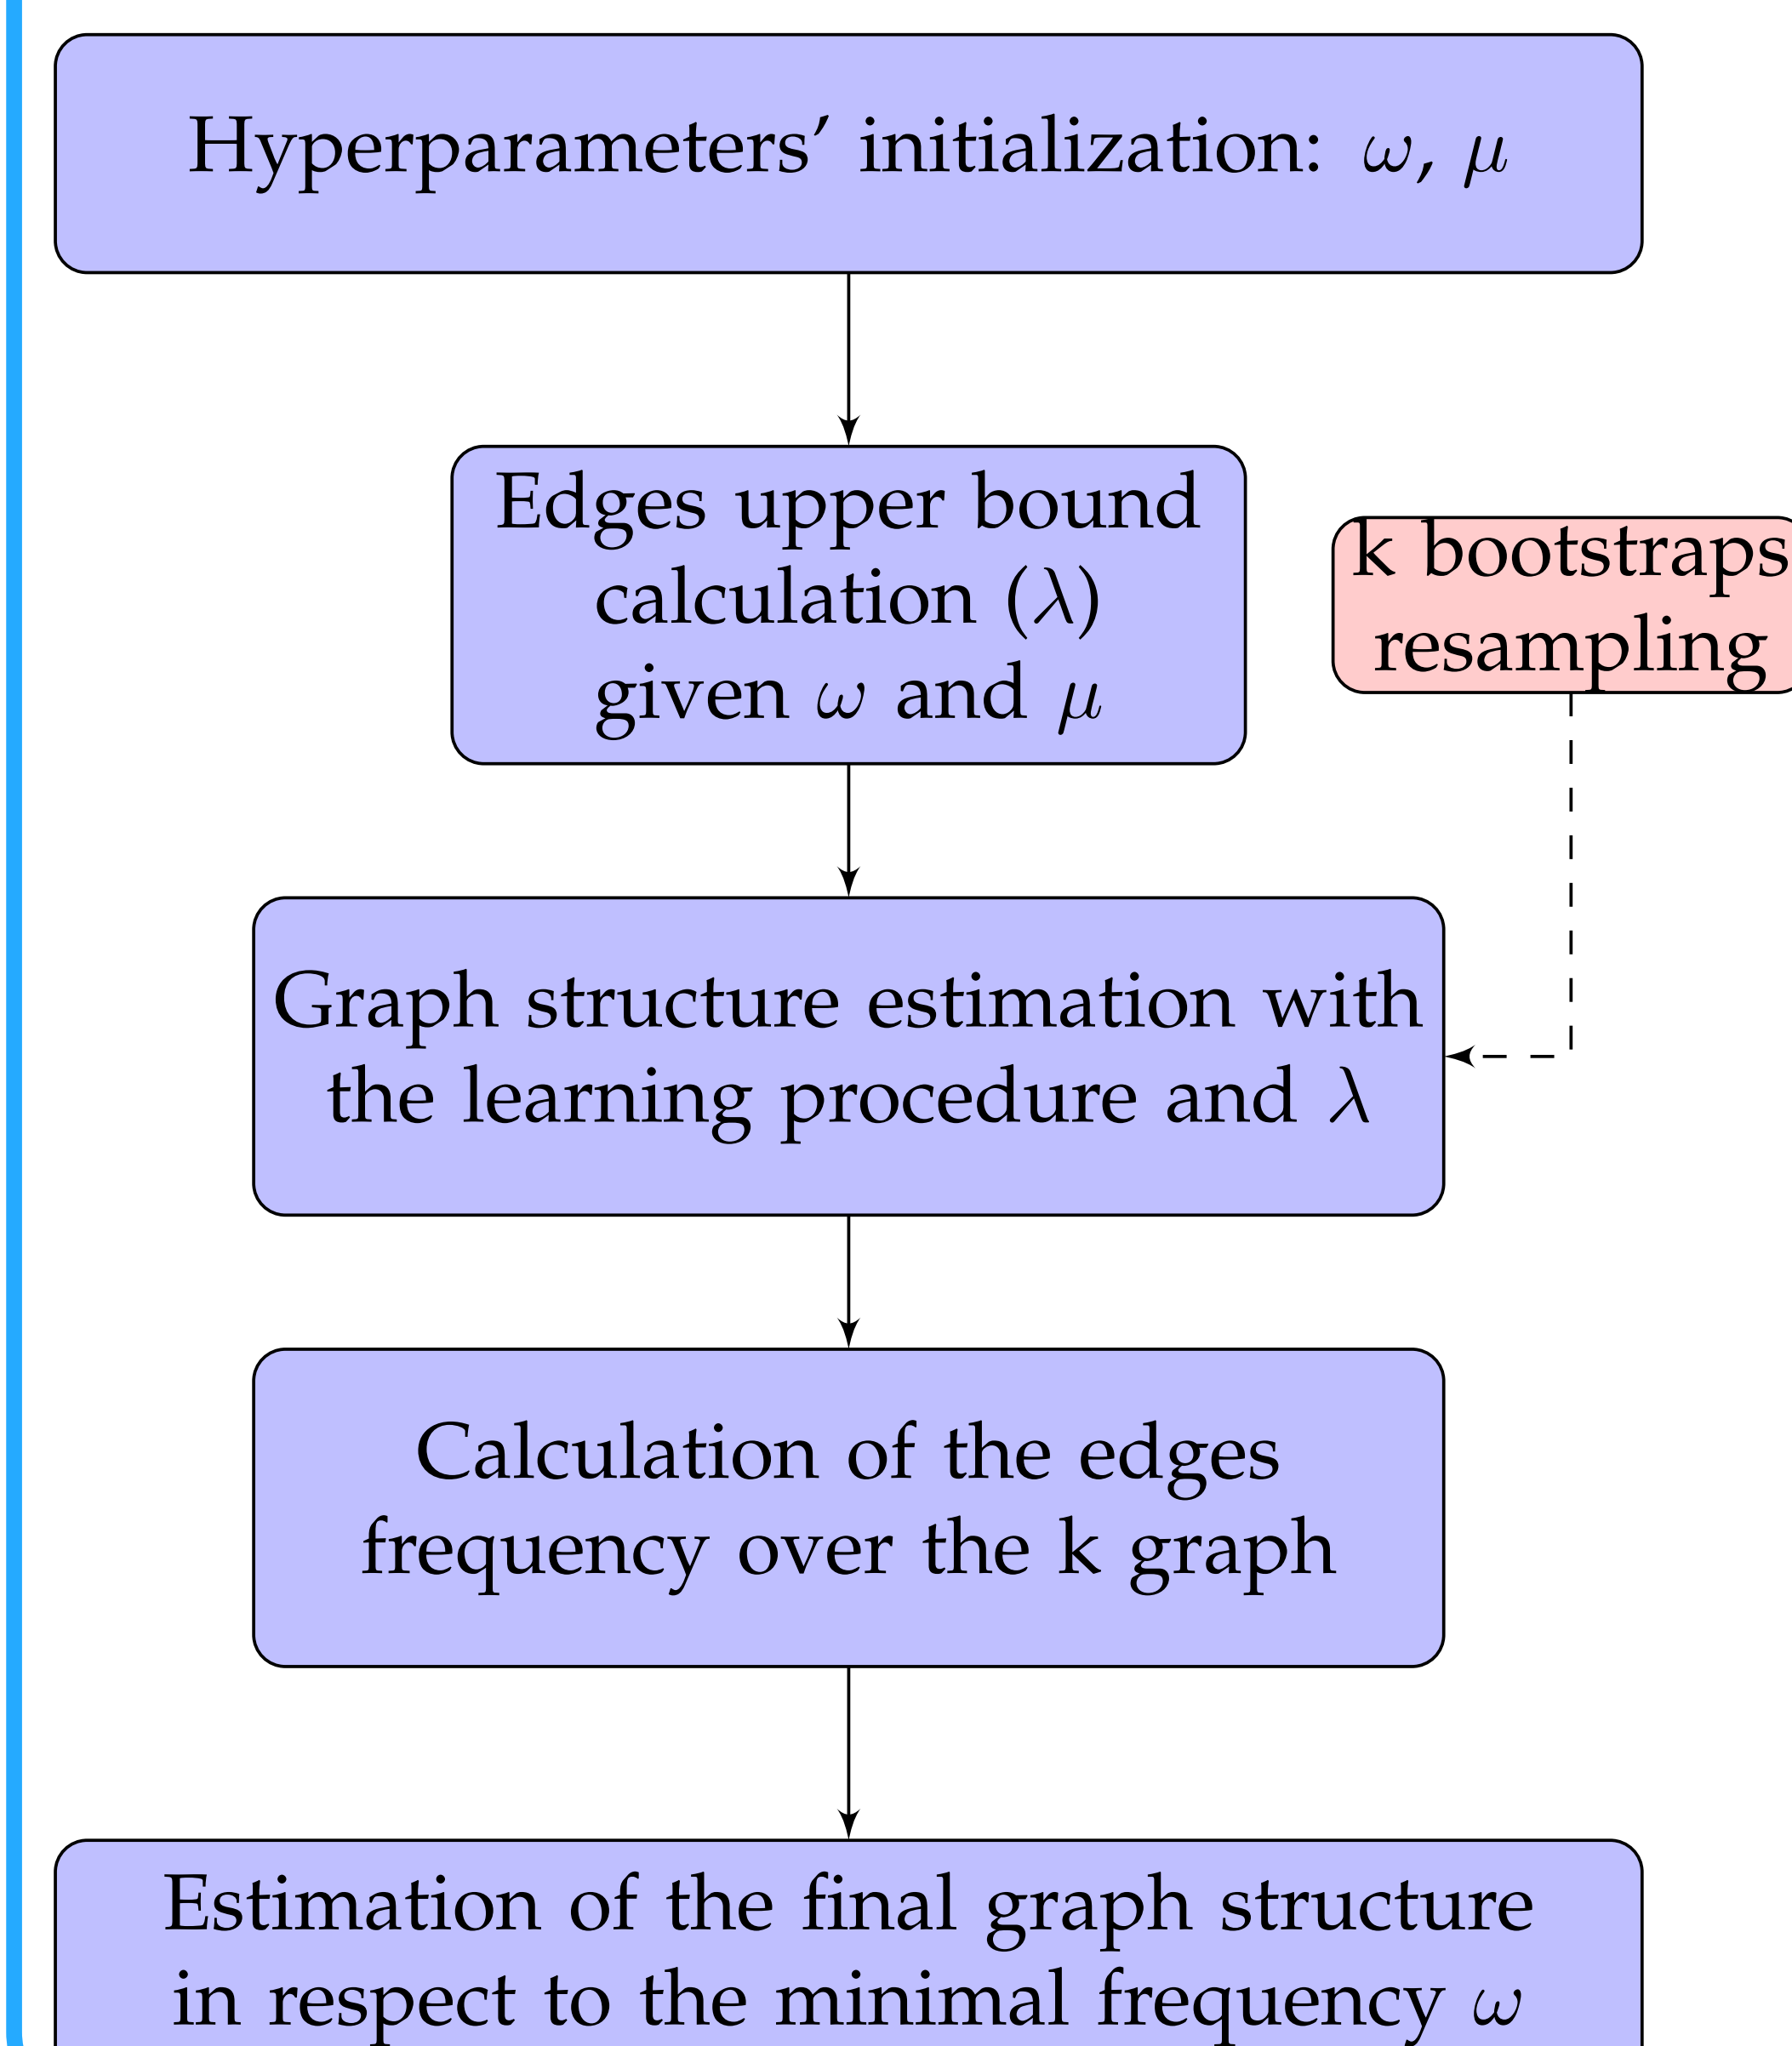 Hyperparameters’ initialization: ω, μ
Edges upper bound
calculation (λ)
given ω and μ
k bootstraps
resampling
Graph structure estimation with
the learning procedure and λ
Calculation of the edges
frequency over the k graph
Estimation of the final graph structure
in respect to the minimal frequency ω